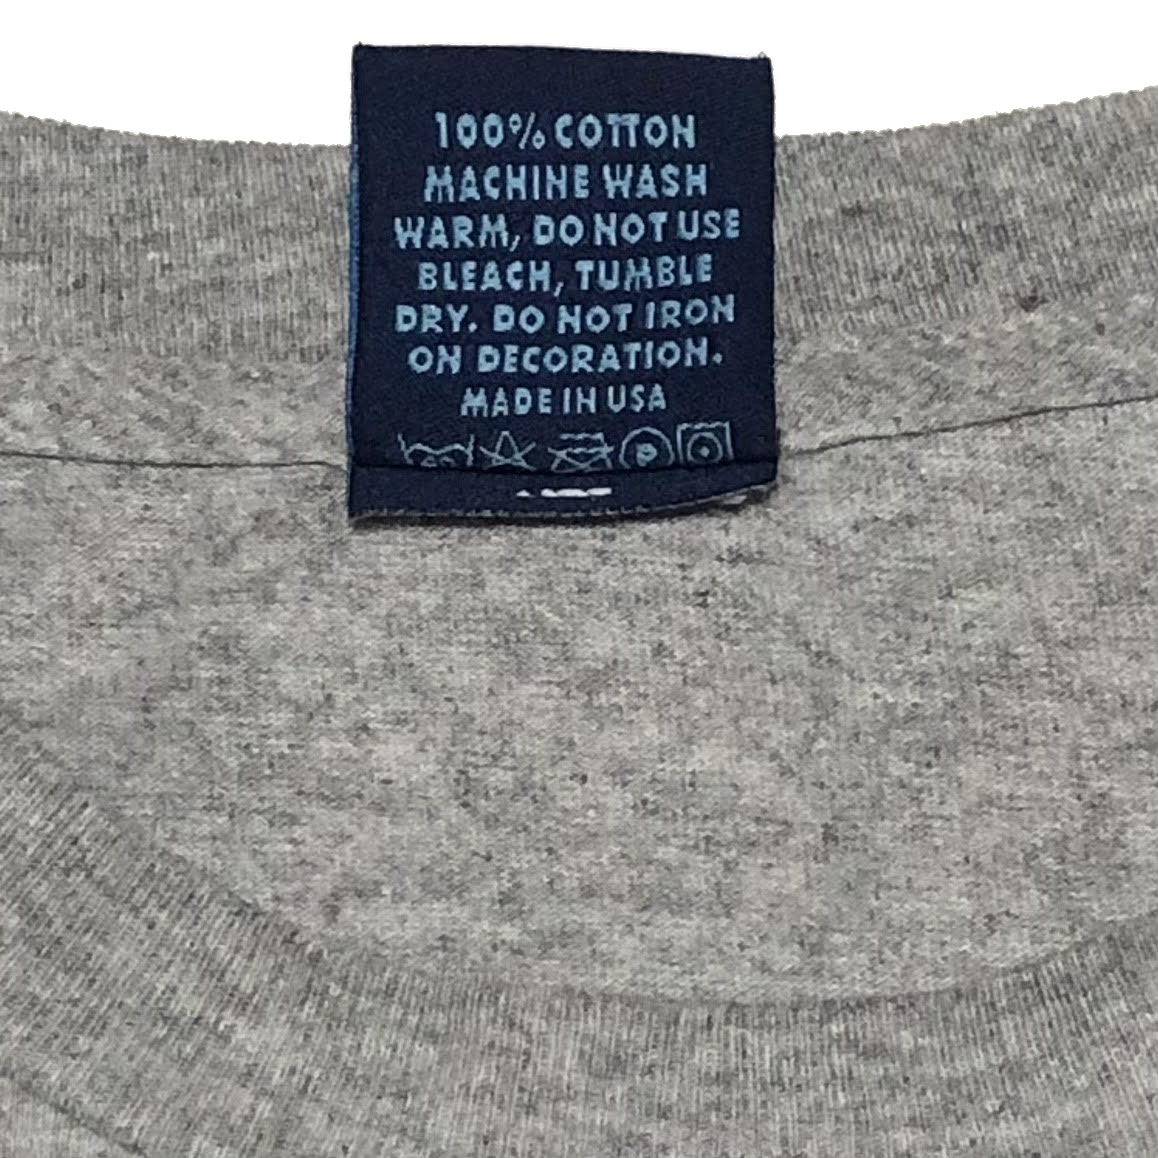 100% COTTON
MACHINE WASH
WARM, DO NOT USE
BLEACH, TUMBLE
DRY. DO NOT IRON
ON DECORATION.
MADE IN USA
P